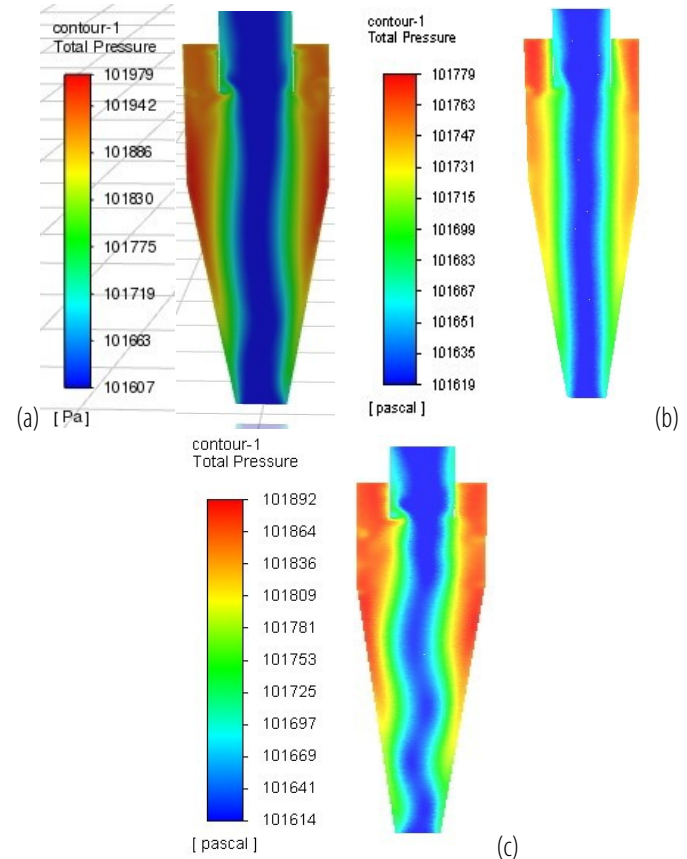 contour-1
Total Pressure
101979
101942
101886
101830
101775
101719
101663
101607
[ Pa ]
(a)
contour-1
Total Pressure
101779
101763
101747
101731
101715
101699
101683
101667
101651
101635
101619
[ pascal ]
(b)
contour-1
Total Pressure
101892
101864
101836
101809
101781
101753
101725
101697
101669
101641
101614
[ pascal ]
(c)